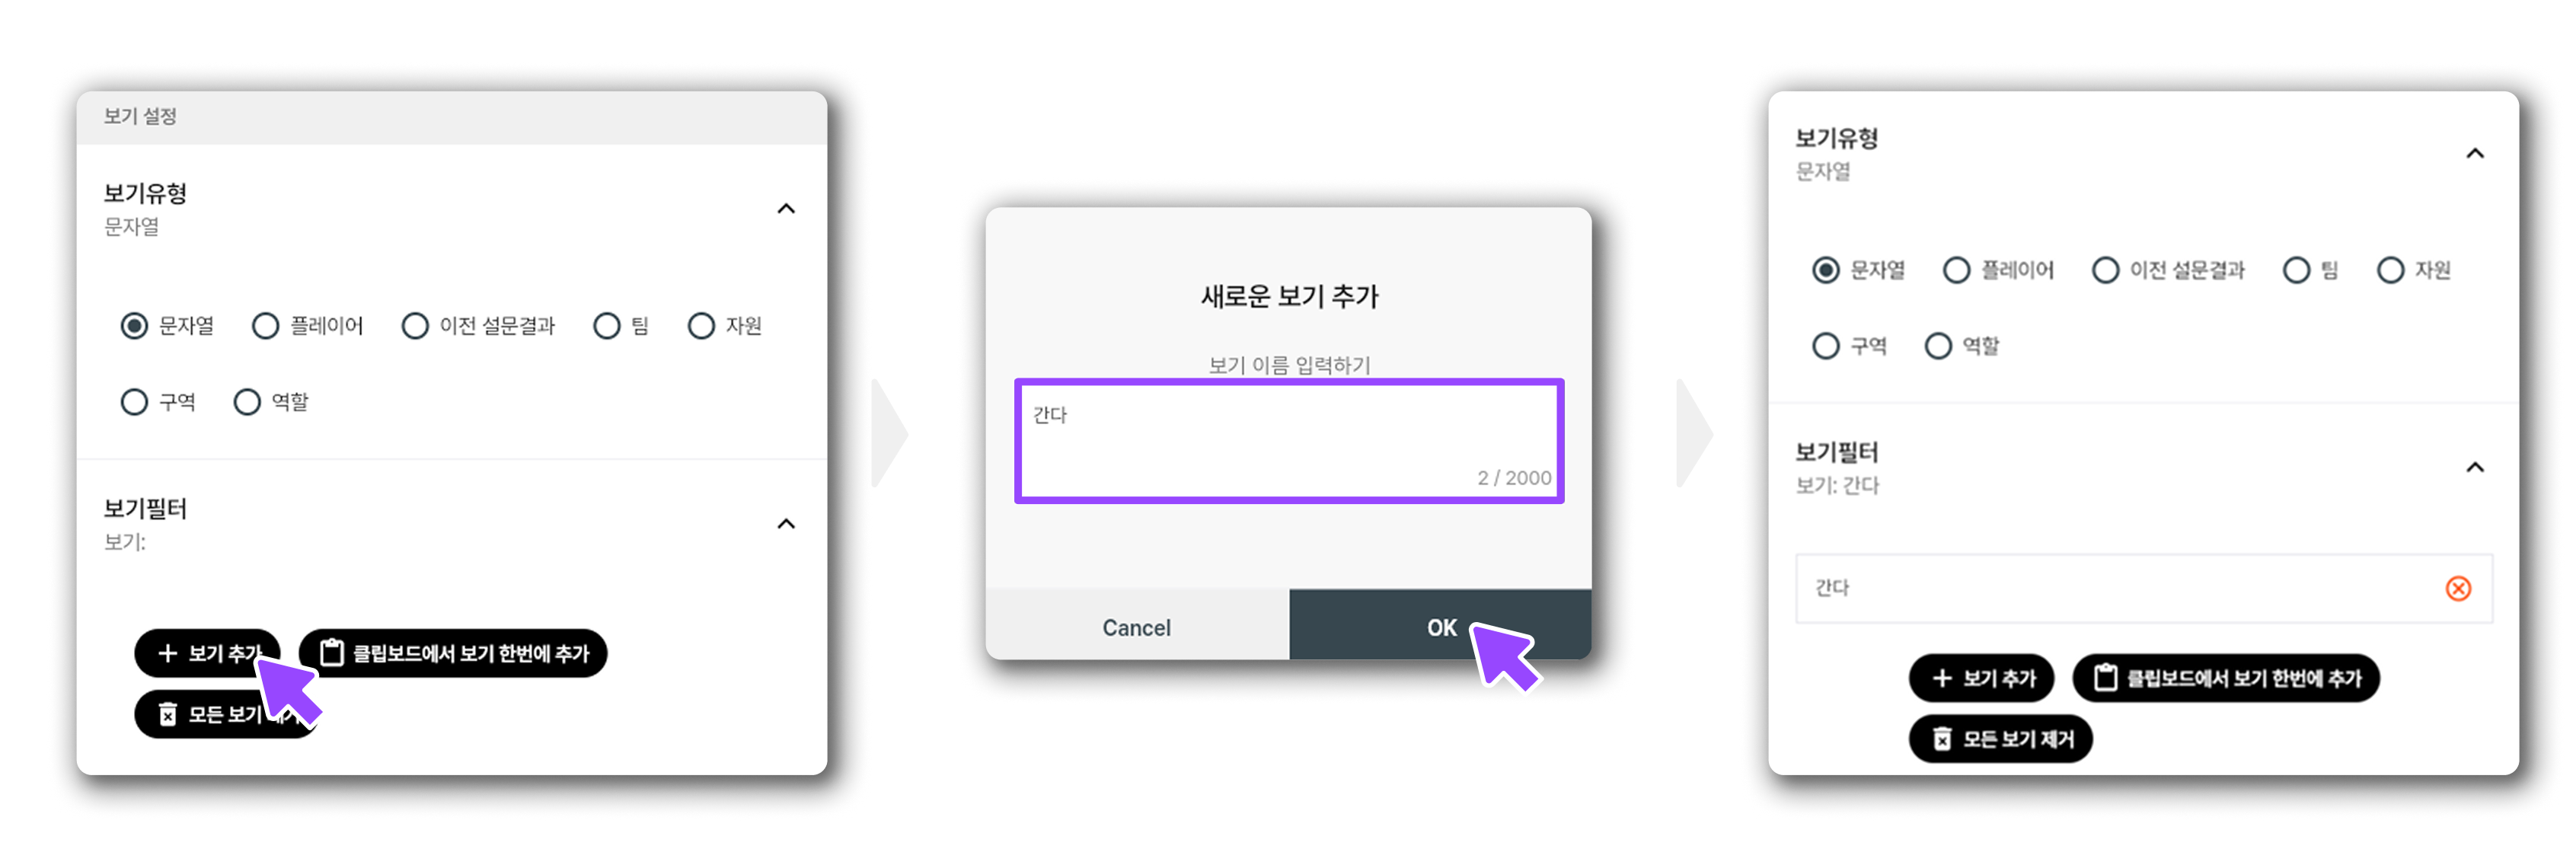 보기 설정
보기유형
문자열
문자열 플레이어 이전 설문결과 팀 자원
구역 역할
보기필터
보기:
보기 추가 클립보드에서 보기 한번에 추가
모든 보기
새로운 보기 추가
보기 이름 입력하기
간다
2 / 2000
Cancel OK
보기유형
문자열
문자열 플레이어 이전 설문결과 팀 자원
구역 역할
보기필터
보기: 간다
간다
보기 추가 클립보드에서 보기 한번에 추가
모든 보기 제거